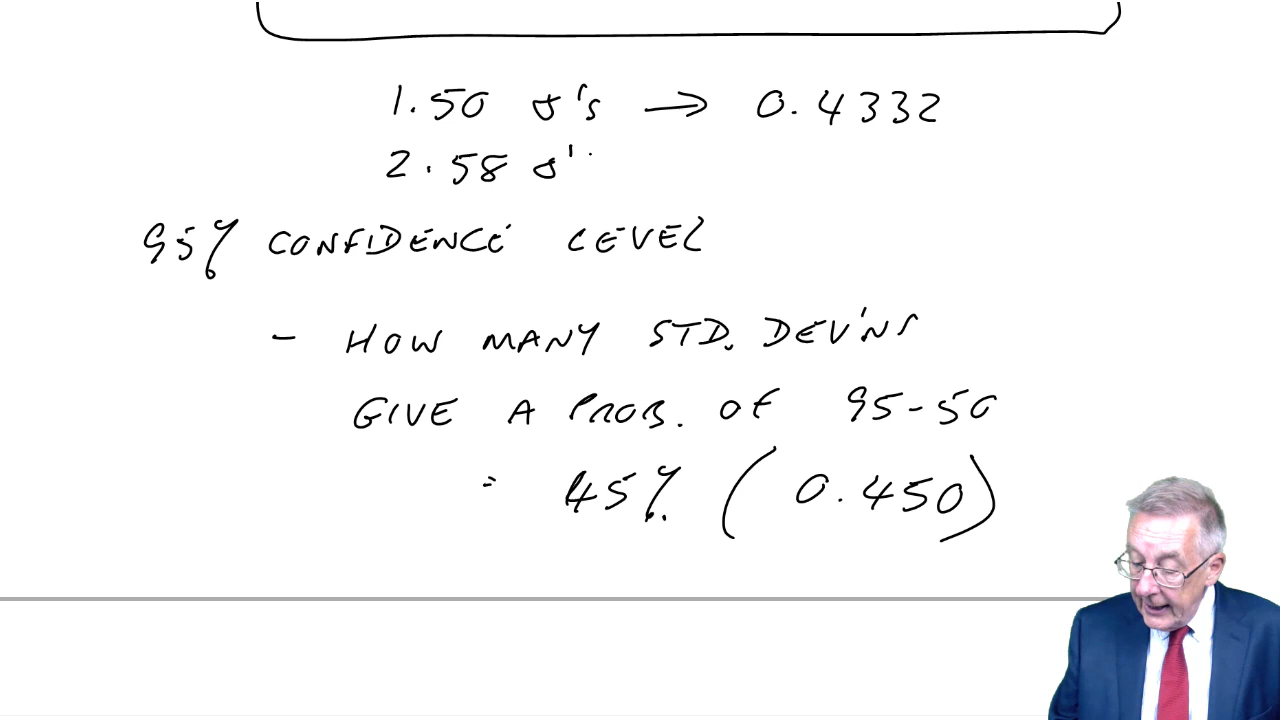 1.50 σ's → 0.4332
2.58 σ'.
95% CONFIDENCE LEVEL
- HOW MANY STD. DEV'NS
GIVE A PROB. OF 95-50
= 45% (0.450)